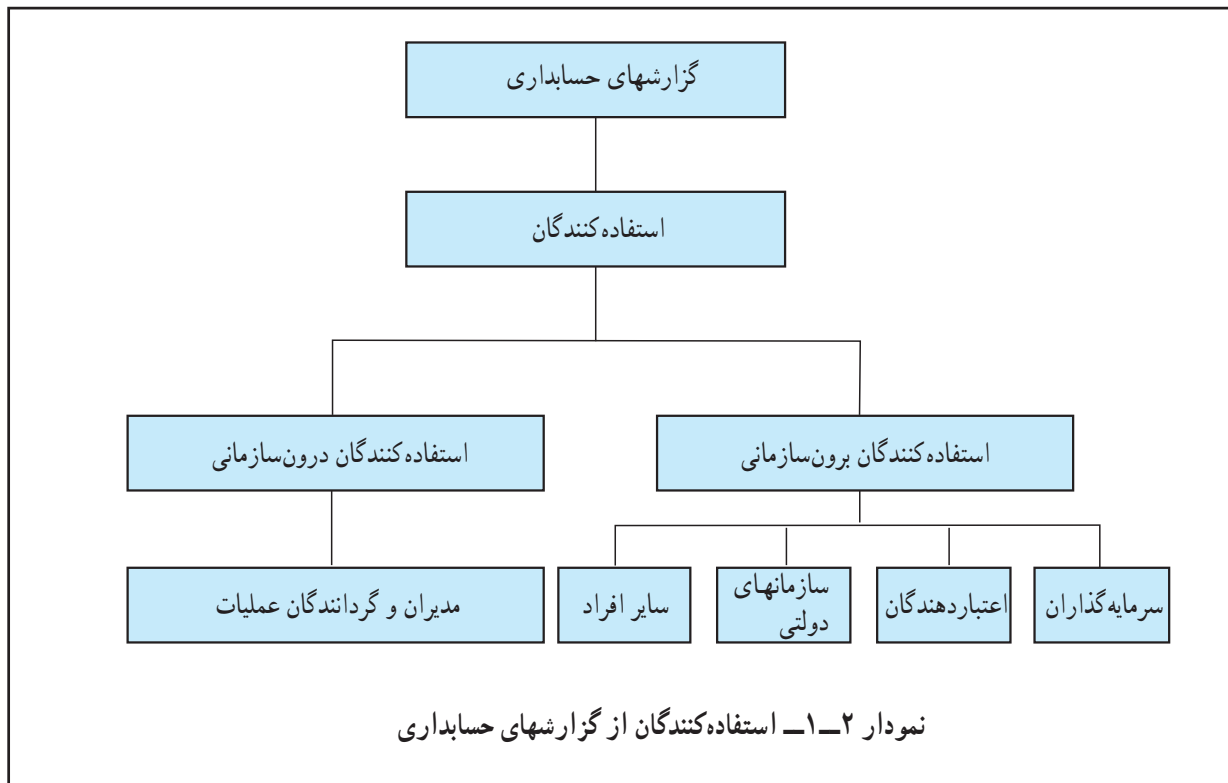 گزارشهای حسابداری
استفاده‌کنندگان
استفاده‌کنندگان برون‌سازمانی
استفاده‌کنندگان درون‌سازمانی
سرمایه‌گذاران
اعتباردهندگان
سازمانهای
دولتی
سایر افراد
مدیران و گردانندگان عملیات
نمودار ۲ــ۱ــ استفاده‌کنندگان از گزارشهای حسابداری